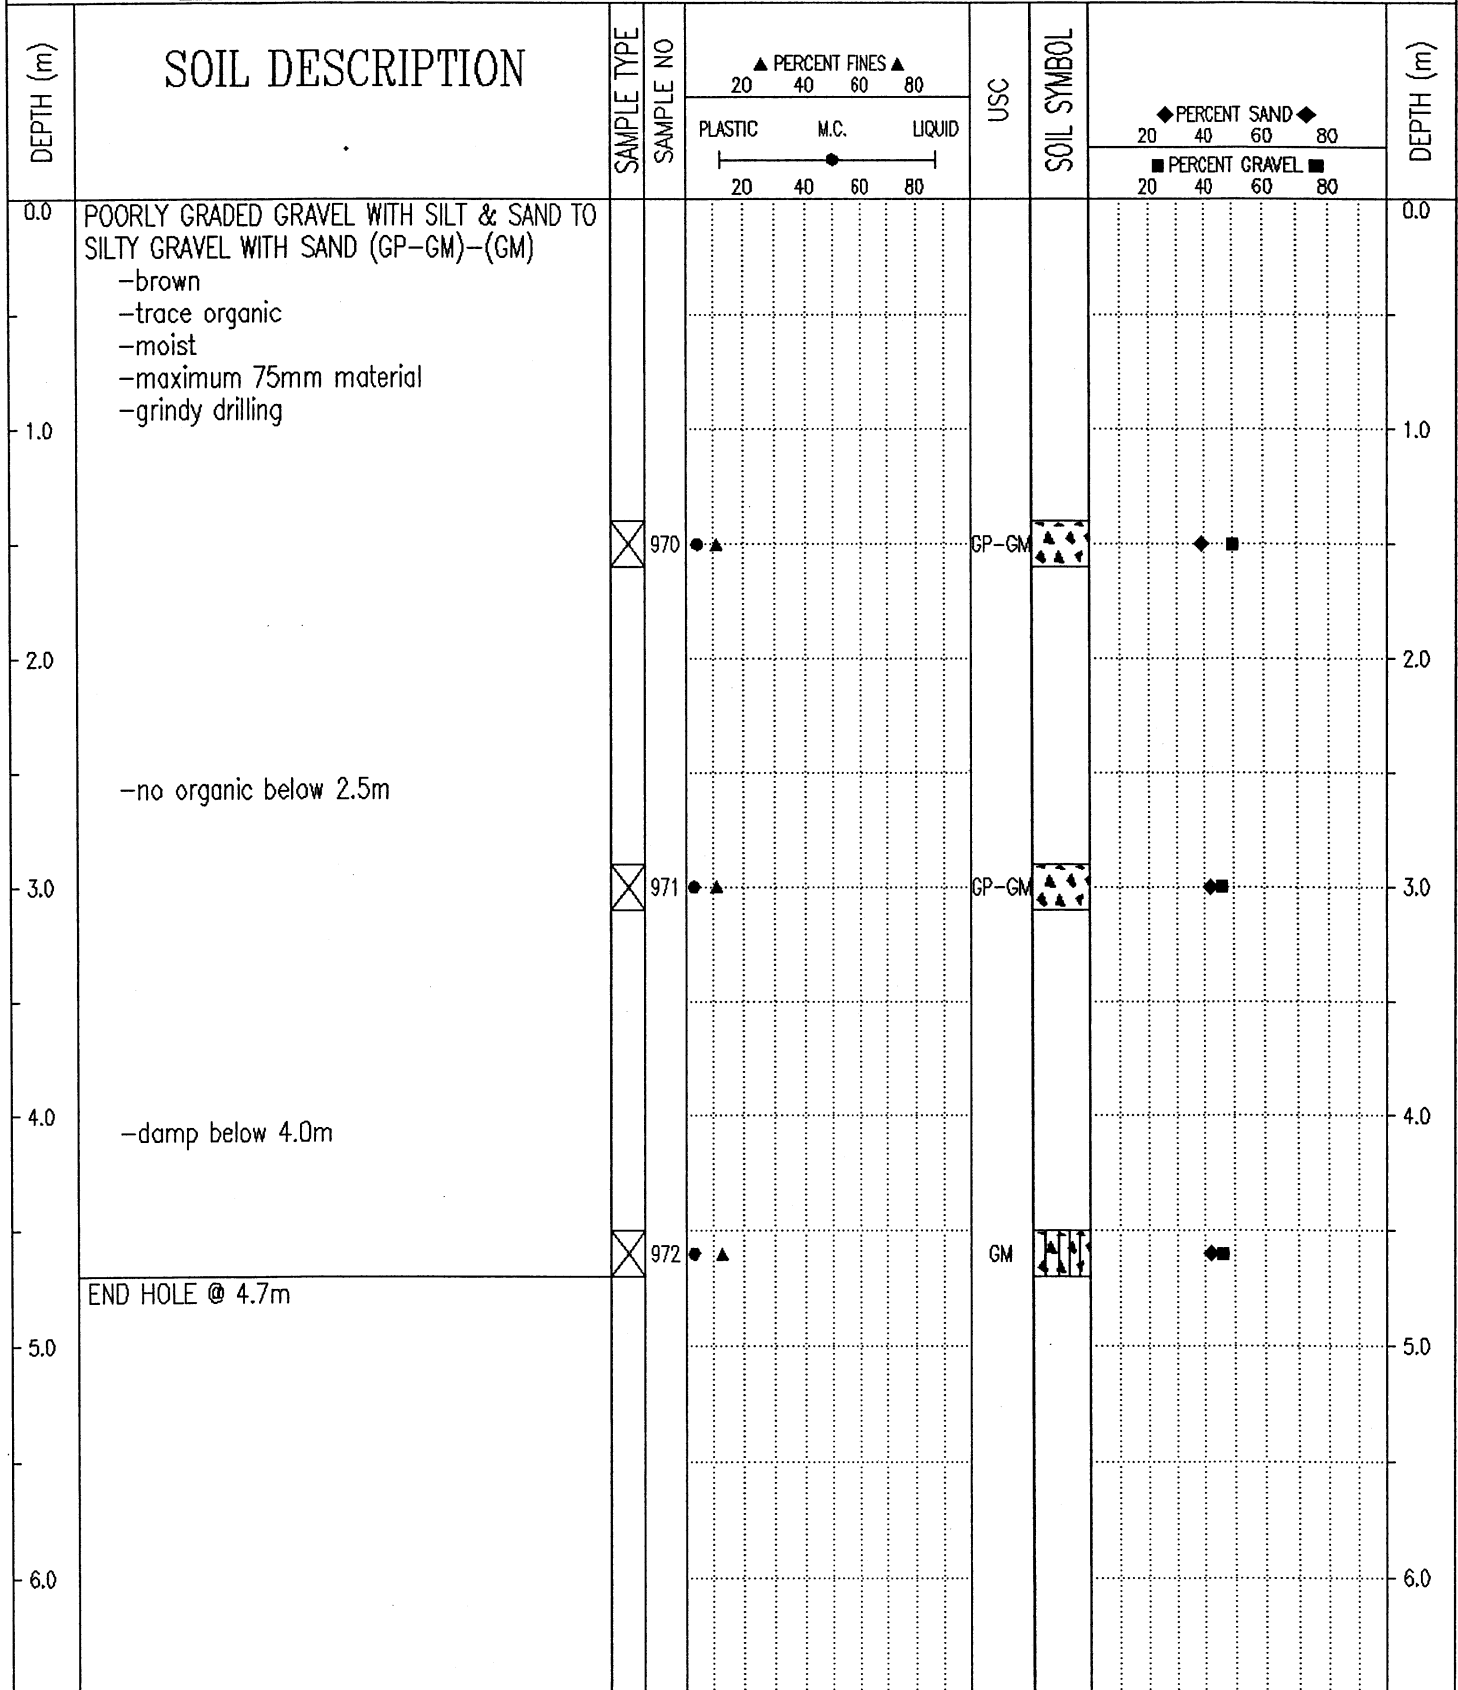 DEPTH (m)
SOIL DESCRIPTION
SAMPLE TYPE
SAMPLE NO
▲ PERCENT FINES ▲
20 40 60 80
PLASTIC M.C. LIQUID
20 40 60 80
USC
SOIL SYMBOL
◆ PERCENT SAND ◆
20 40 60 80
■ PERCENT GRAVEL ■
20 40 60 80
DEPTH (m)
0.0 POORLY GRADED GRAVEL WITH SILT & SAND TO 0.0
SILTY GRAVEL WITH SAND (GP-GM)-(GM)
-brown
-trace organic
-moist
-maximum 75mm material
-grindy drilling
1.0 1.0
970 GP-GM
2.0 2.0
-no organic below 2.5m
3.0 971 GP-GM 3.0
4.0 4.0
-damp below 4.0m
972 GM
END HOLE @ 4.7m
5.0 5.0
6.0 6.0